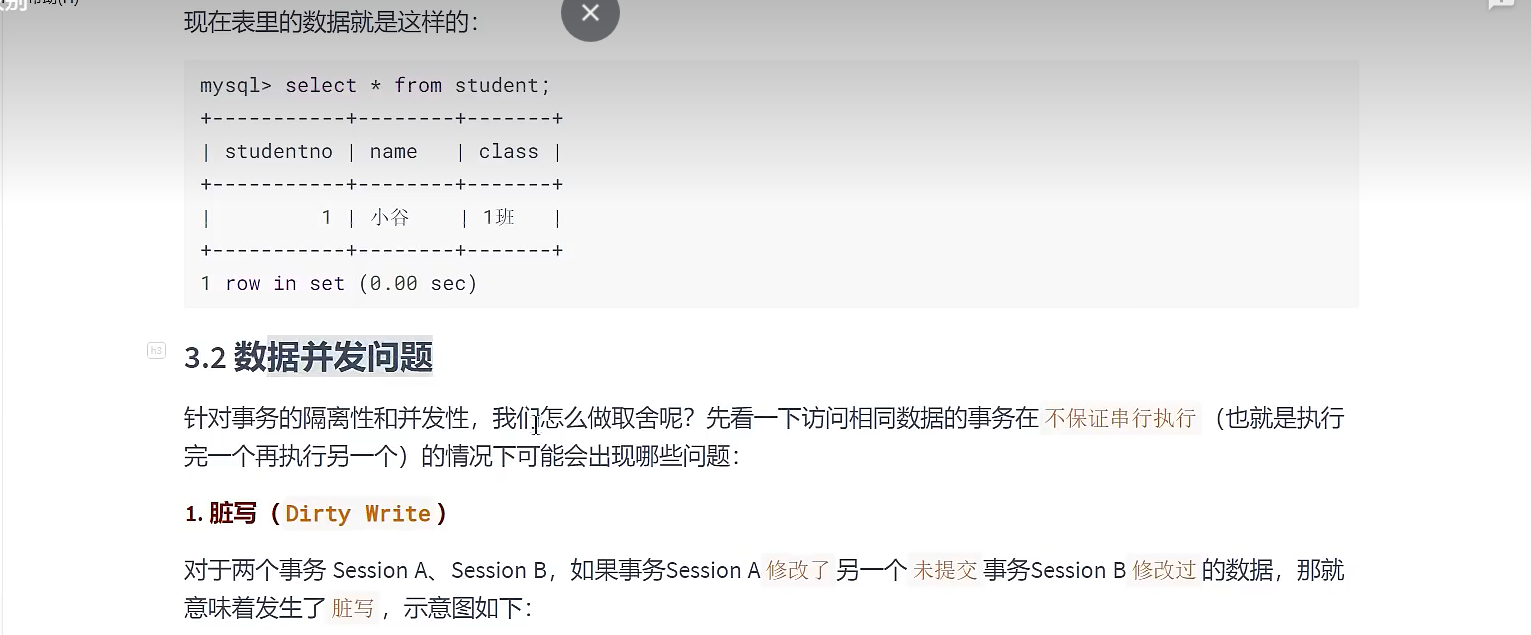 现在表里的数据就是这样的：
mysql> select * from student;
+-----------+--------+-------+
| studentno | name   | class |
+-----------+--------+-------+
|         1 | 小谷   | 1班   |
+-----------+--------+-------+
1 row in set (0.00 sec)
h3
3.2 数据并发问题
针对事务的隔离性和并发性，我们怎么做取舍呢？先看一下访问相同数据的事务在 不保证串行执行 （也就是执行
完一个再执行另一个）的情况下可能会出现哪些问题：
1. 脏写（ Dirty Write ）
对于两个事务 Session A、Session B，如果事务Session A 修改了 另一个 未提交 事务Session B 修改过 的数据，那就
意味着发生了 脏写 ，示意图如下：